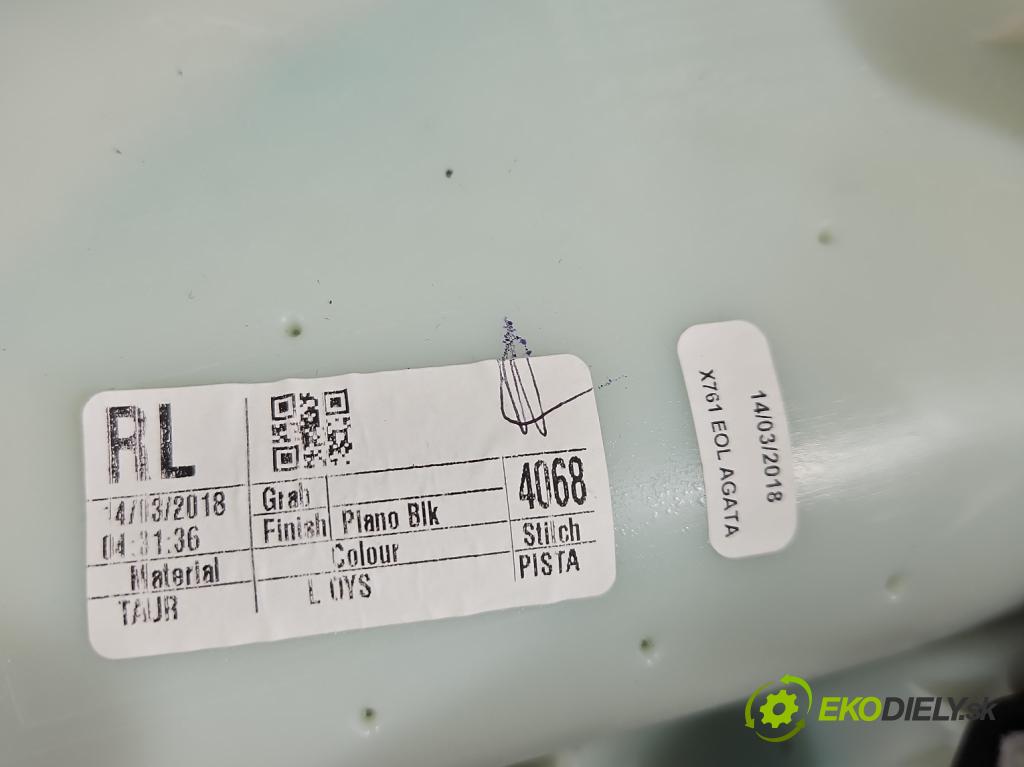 RL
14/03/2018
04:31:36
Grab
Finish Piano Blk
4068
Material
Colour
Stitch
TAUR
L OYS
PISTA
14/03/2018
X761 EOL AGATA
EKODIELY.sk